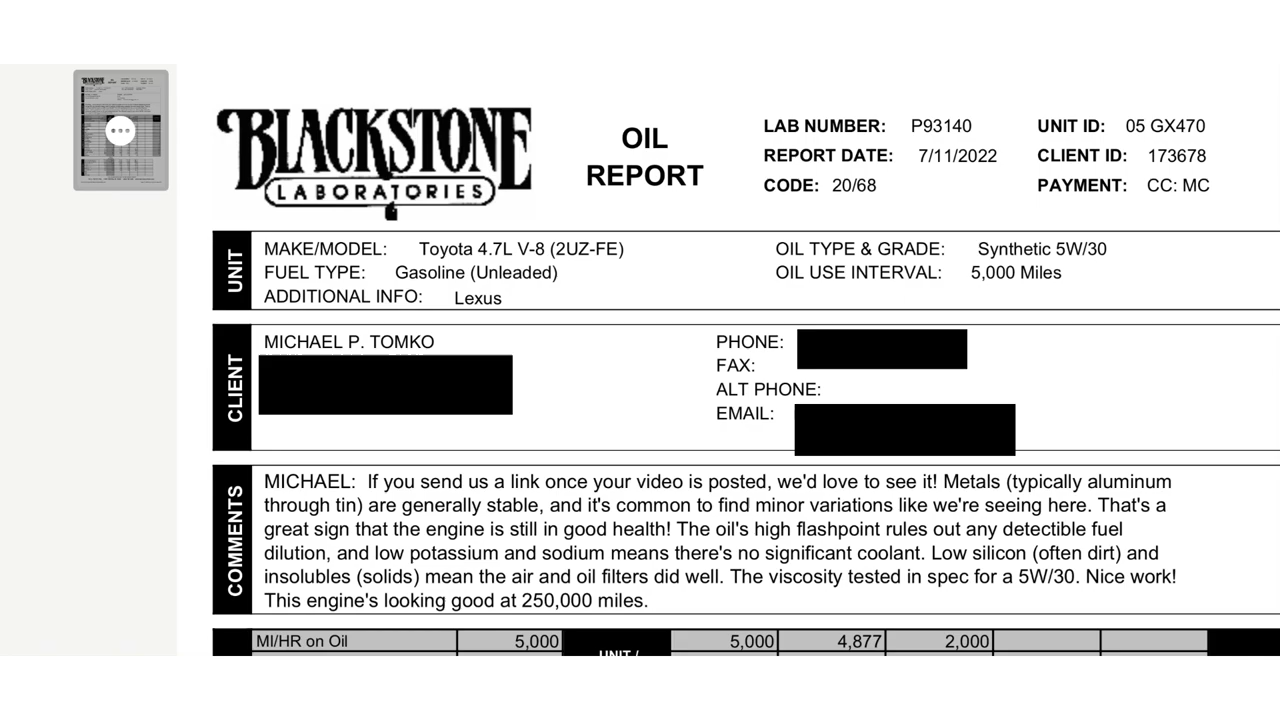 BLACKSTONE
LABORATORIES
OIL
REPORT
LAB NUMBER: P93140
REPORT DATE: 7/11/2022
CODE: 20/68
UNIT ID: 05 GX470
CLIENT ID: 173678
PAYMENT: CC: MC
UNIT
MAKE/MODEL: Toyota 4.7L V-8 (2UZ-FE)
FUEL TYPE: Gasoline (Unleaded)
ADDITIONAL INFO: Lexus
OIL TYPE & GRADE: Synthetic 5W/30
OIL USE INTERVAL: 5,000 Miles
CLIENT
MICHAEL P. TOMKO
PHONE:
FAX:
ALT PHONE:
EMAIL:
COMMENTS
MICHAEL: If you send us a link once your video is posted, we'd love to see it! Metals (typically aluminum
through tin) are generally stable, and it's common to find minor variations like we're seeing here. That's a
great sign that the engine is still in good health! The oil's high flashpoint rules out any detectible fuel
dilution, and low potassium and sodium means there's no significant coolant. Low silicon (often dirt) and
insolubles (solids) mean the air and oil filters did well. The viscosity tested in spec for a 5W/30. Nice work!
This engine's looking good at 250,000 miles.
MI/HR on Oil 5,000 UNIT / 5,000 4,877 2,000